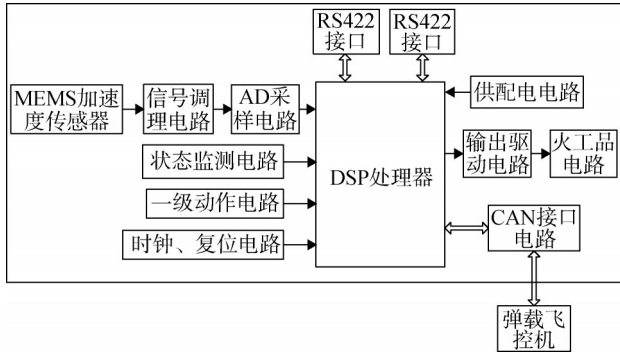 RS422
接口
RS422
接口
MEMS加速
度传感器
信号调
理电路
AD采
样电路
DSP处理器
供配电电路
状态监测电路
输出驱
动电路
火工品
电路
一级动作电路
时钟、复位电路
CAN接口
电路
弹载飞
控机